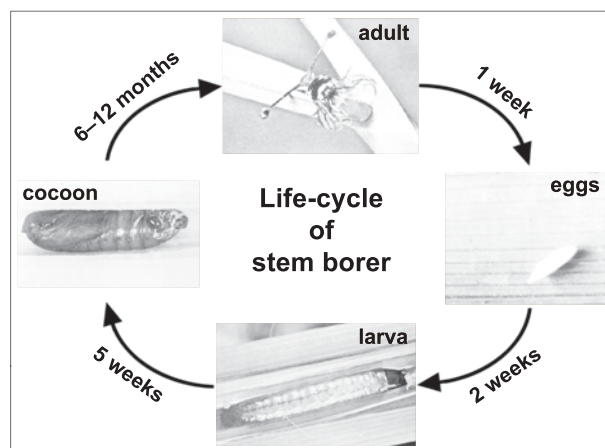 adult
6–12 months
1 week
cocoon
eggs
Life-cycle
of
stem borer
larva
5 weeks
2 weeks